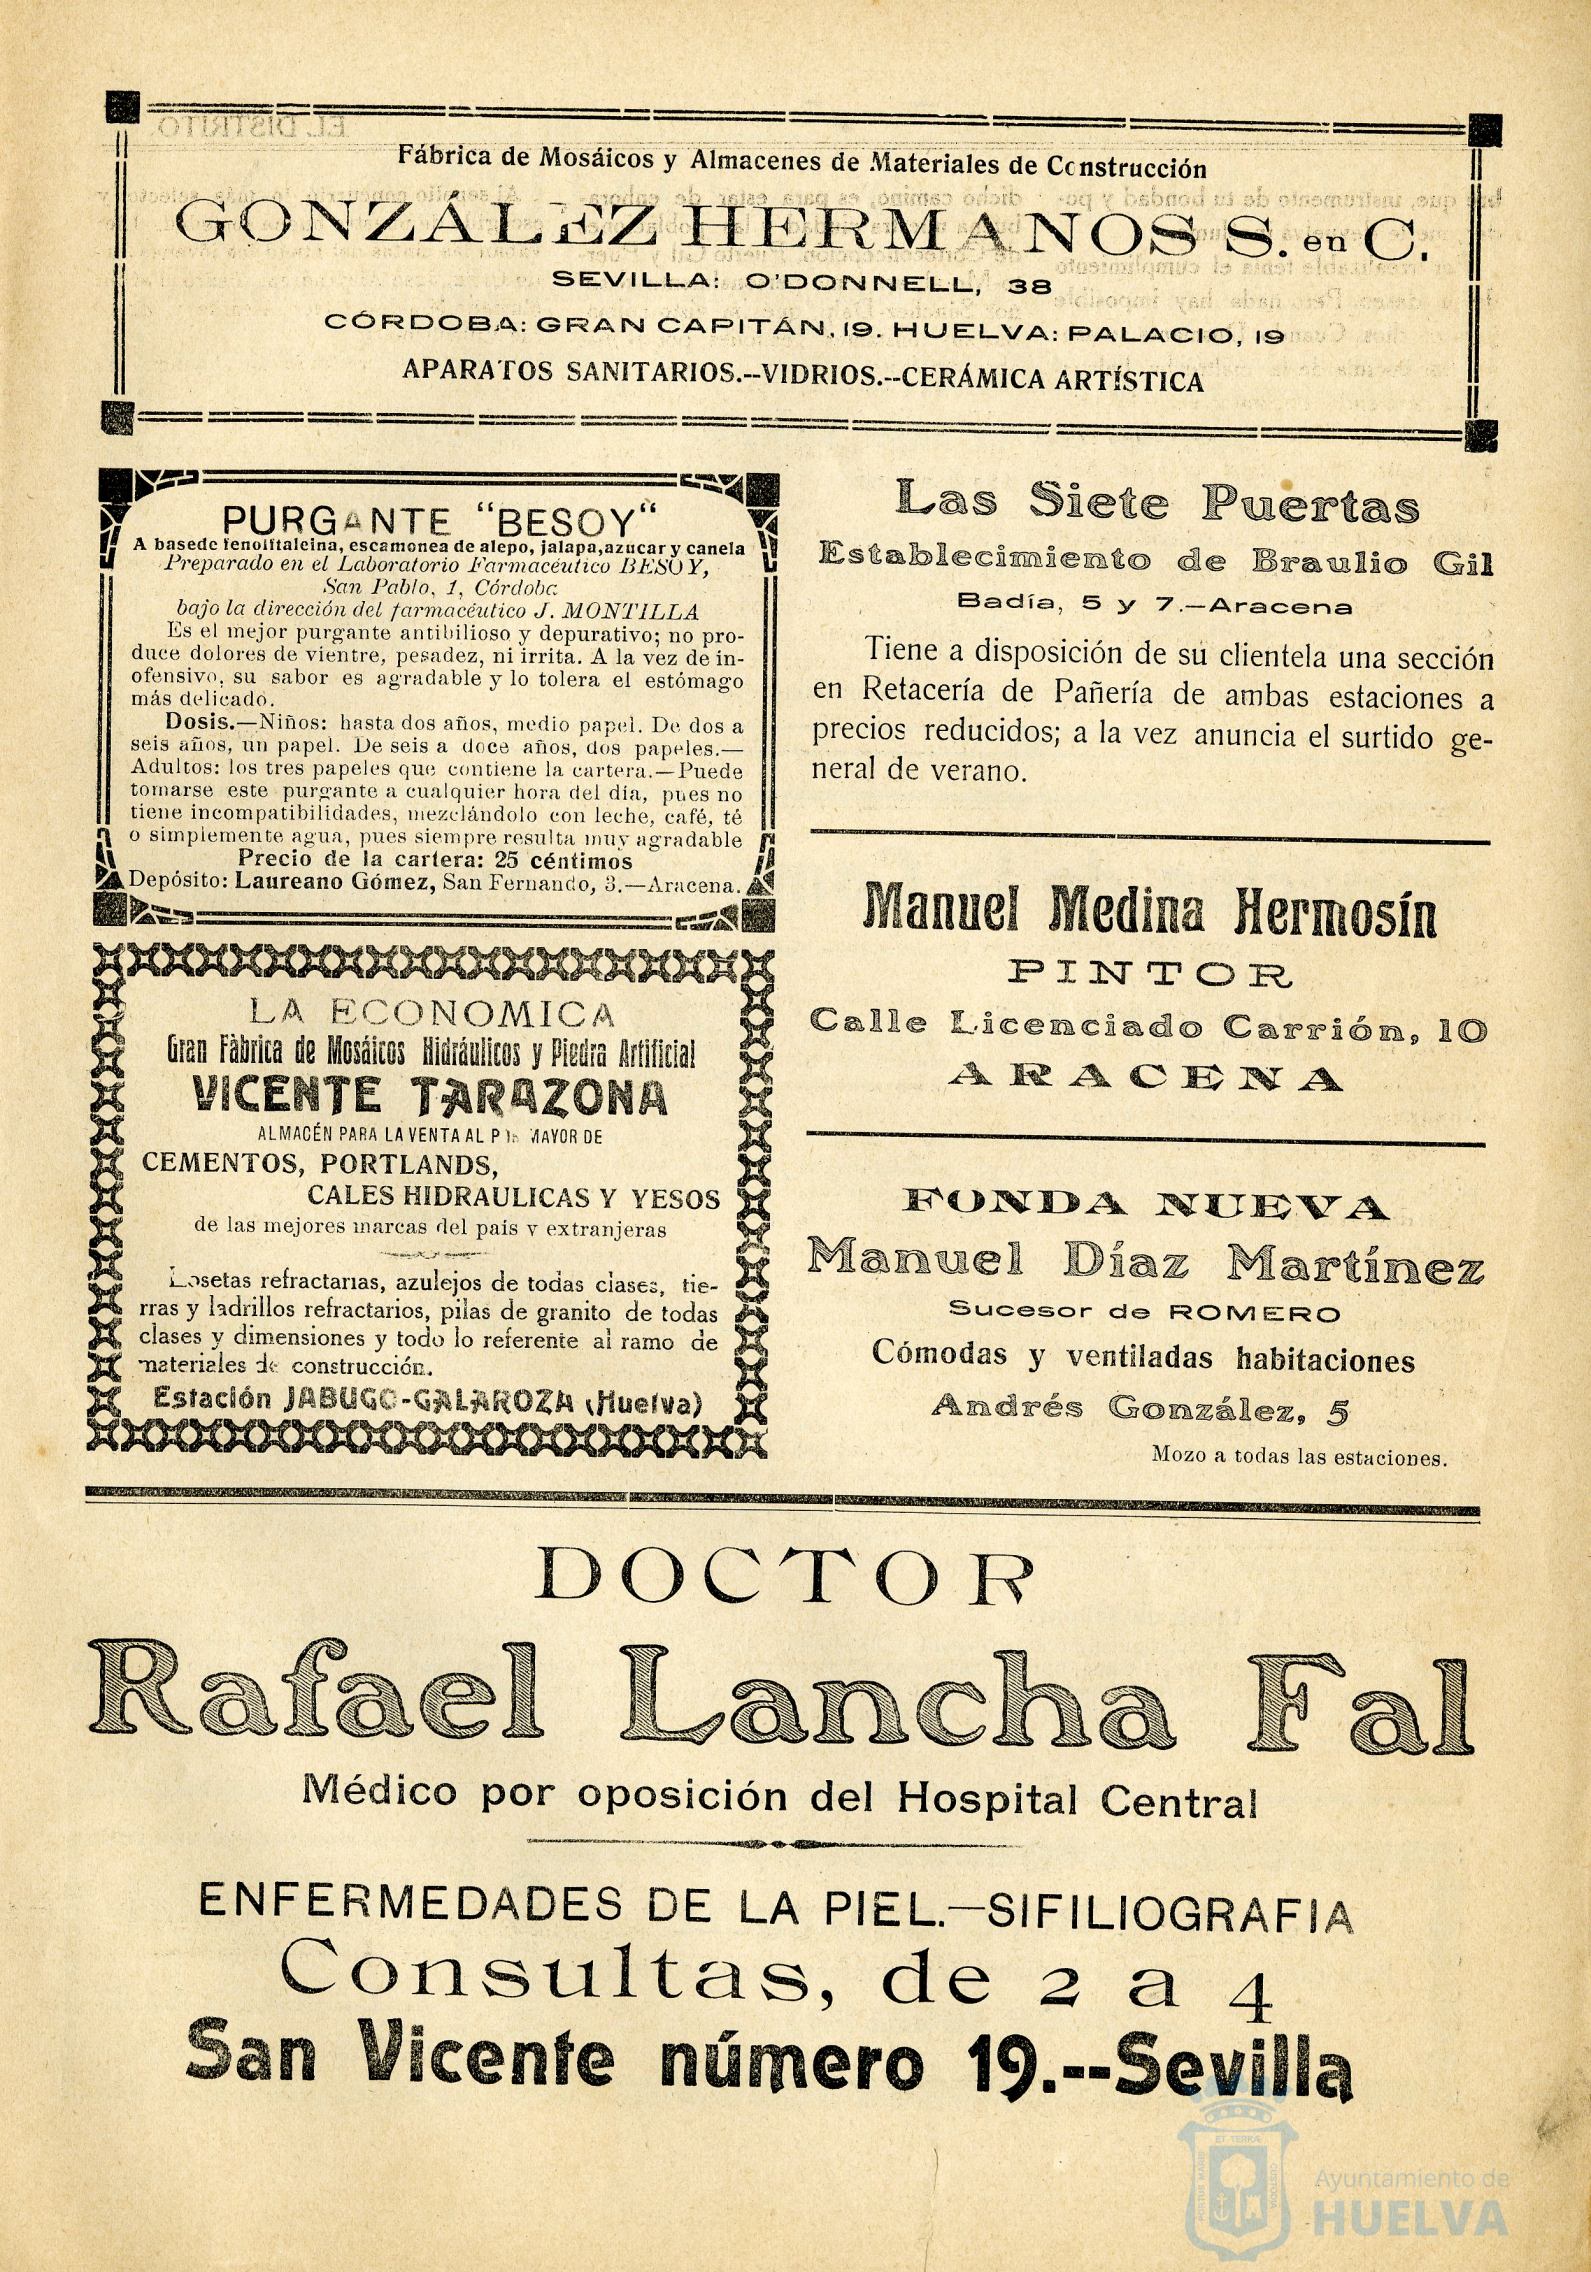 Fábrica de Mosáicos y Almacenes de Materiales de Construcción
GONZÁLEZ HERMANOS S. en C.
SEVILLA: O'DONNELL, 38
CÓRDOBA: GRAN CAPITÁN, 19. HUELVA: PALACIO, 19
APARATOS SANITARIOS.--VIDRIOS.--CERÁMICA ARTÍSTICA
PURGANTE "BESOY"
A base de fenolftaleina, escamonea de alepo, jalapa, azucar y canela
Preparado en el Laboratorio Farmacéutico BESOY,
San Pablo, 1, Córdoba
bajo la dirección del farmacéutico J. MONTILLA
Es el mejor purgante antibilioso y depurativo; no pro-
duce dolores de vientre, pesadez, ni irrita. A la vez de in-
ofensivo, su sabor es agradable y lo tolera el estómago
más delicado.
Dosis.—Niños: hasta dos años, medio papel. De dos a
seis años, un papel. De seis a doce años, dos papeles.—
Adultos: los tres papeles que contiene la cartera.—Puede
tomarse este purgante a cualquier hora del día, pues no
tiene incompatibilidades, mezclándolo con leche, café, té
o simplemente agua, pues siempre resulta muy agradable
Precio de la cartera: 25 céntimos
Depósito: Laureano Gómez, San Fernando, 3.—Aracena.
LA ECONOMICA
Gran Fábrica de Mosáicos Hidráulicos y Piedra Artificial
VICENTE TARAZONA
ALMACÉN PARA LA VENTA AL POR MAYOR DE
CEMENTOS, PORTLANDS,
CALES HIDRAULICAS Y YESOS
de las mejores marcas del pais y extranjeras
Losetas refractarias, azulejos de todas clases, tie-
rras y ladrillos refractarios, pilas de granito de todas
clases y dimensiones y todo lo referente al ramo de
materiales de construcción.
Estación JABUGO-GALAROZA (Huelva)
Las Siete Puertas
Establecimiento de Braulio Gil
Badía, 5 y 7.—Aracena
Tiene a disposición de su clientela una sección
en Retacería de Pañería de ambas estaciones a
precios reducidos; a la vez anuncia el surtido ge-
neral de verano.
Manuel Medina Hermosín
PINTOR
Calle Licenciado Carrión, 10
ARACENA
FONDA NUEVA
Manuel Díaz Martínez
Sucesor de ROMERO
Cómodas y ventiladas habitaciones
Andrés González, 5
Mozo a todas las estaciones.
DOCTOR
Rafael Lancha Fal
Médico por oposición del Hospital Central
ENFERMEDADES DE LA PIEL.—SIFILIOGRAFIA
Consultas, de 2 a 4
San Vicente número 19.--Sevilla
Ayuntamiento de
HUELVA